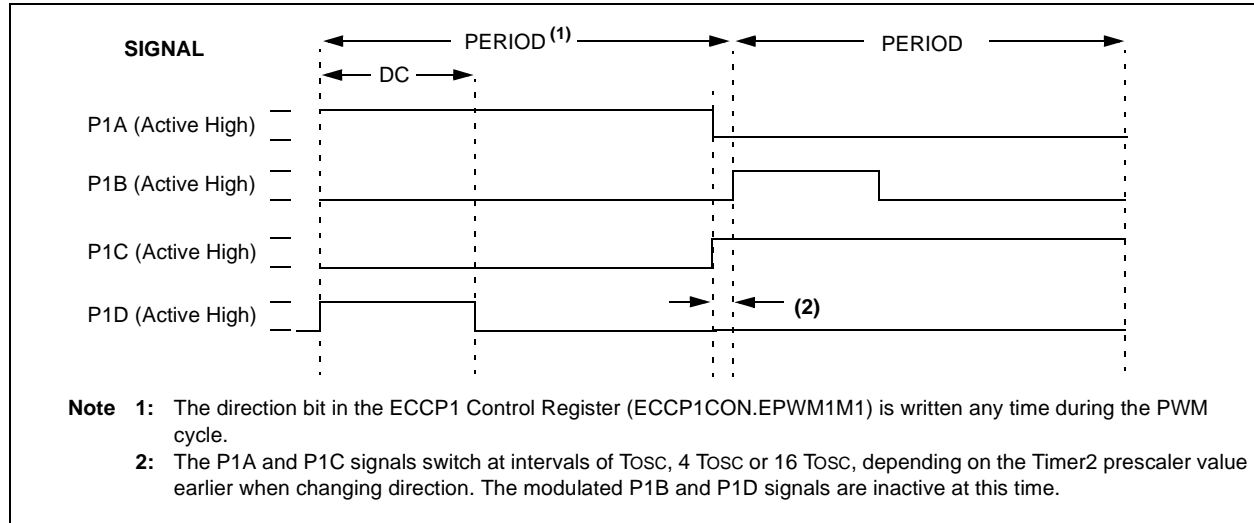 SIGNAL
PERIOD(1)
PERIOD
DC
P1A (Active High)
P1B (Active High)
P1C (Active High)
P1D (Active High)
(2)
Note 1: The direction bit in the ECCP1 Control Register (ECCP1CON.EPWM1M1) is written any time during the PWM
cycle.
2: The P1A and P1C signals switch at intervals of TOSC, 4 TOSC or 16 TOSC, depending on the Timer2 prescaler value
earlier when changing direction. The modulated P1B and P1D signals are inactive at this time.